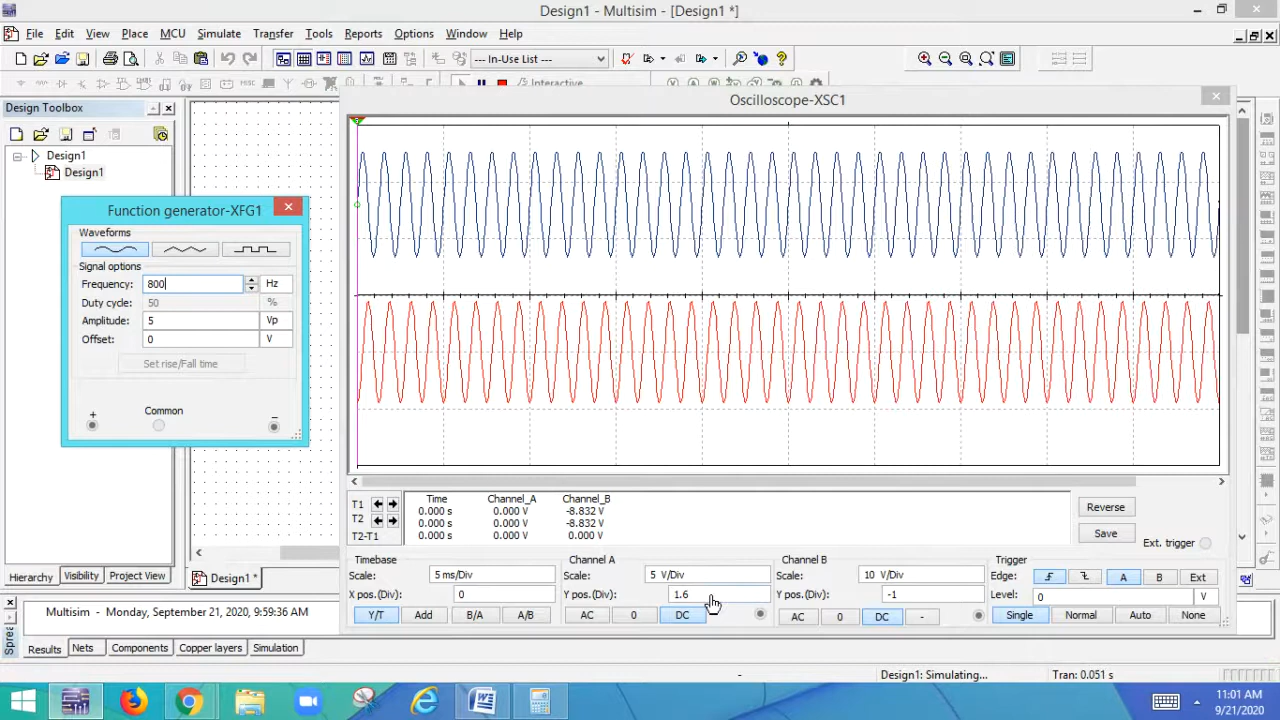 Design1 - Multisim - [Design1 *]
File Edit View Place MCU Simulate Transfer Tools Reports Options Window Help
--- In-Use List ---
Interactive
Design Toolbox
Oscilloscope-XSC1
Design1
Design1
Function generator-XFG1
Waveforms
Signal options
Frequency: 800 Hz
Duty cycle: 50 %
Amplitude: 5 Vp
Offset: 0 V
Set rise/Fall time
+ Common –
Time Channel_A Channel_B
T1 0.000 s 0.000 V -8.832 V
T2 0.000 s 0.000 V -8.832 V
T2-T1 0.000 s 0.000 V 0.000 V
Reverse
Save
Ext. trigger
Timebase Channel A Channel B Trigger
Scale: 5 ms/Div Scale: 5 V/Div Scale: 10 V/Div Edge: A B Ext
X pos.(Div): 0 Y pos.(Div): 1.6 Y pos.(Div): -1 Level: 0 V
Y/T Add B/A A/B AC 0 DC AC 0 DC - Single Normal Auto None
Hierarchy Visibility Project View
Design1 *
Multisim - Monday, September 21, 2020, 9:59:36 AM
Sprea
Results Nets Components Copper layers Simulation
- Design1: Simulating... Tran: 0.051 s
11:01 AM
9/21/2020